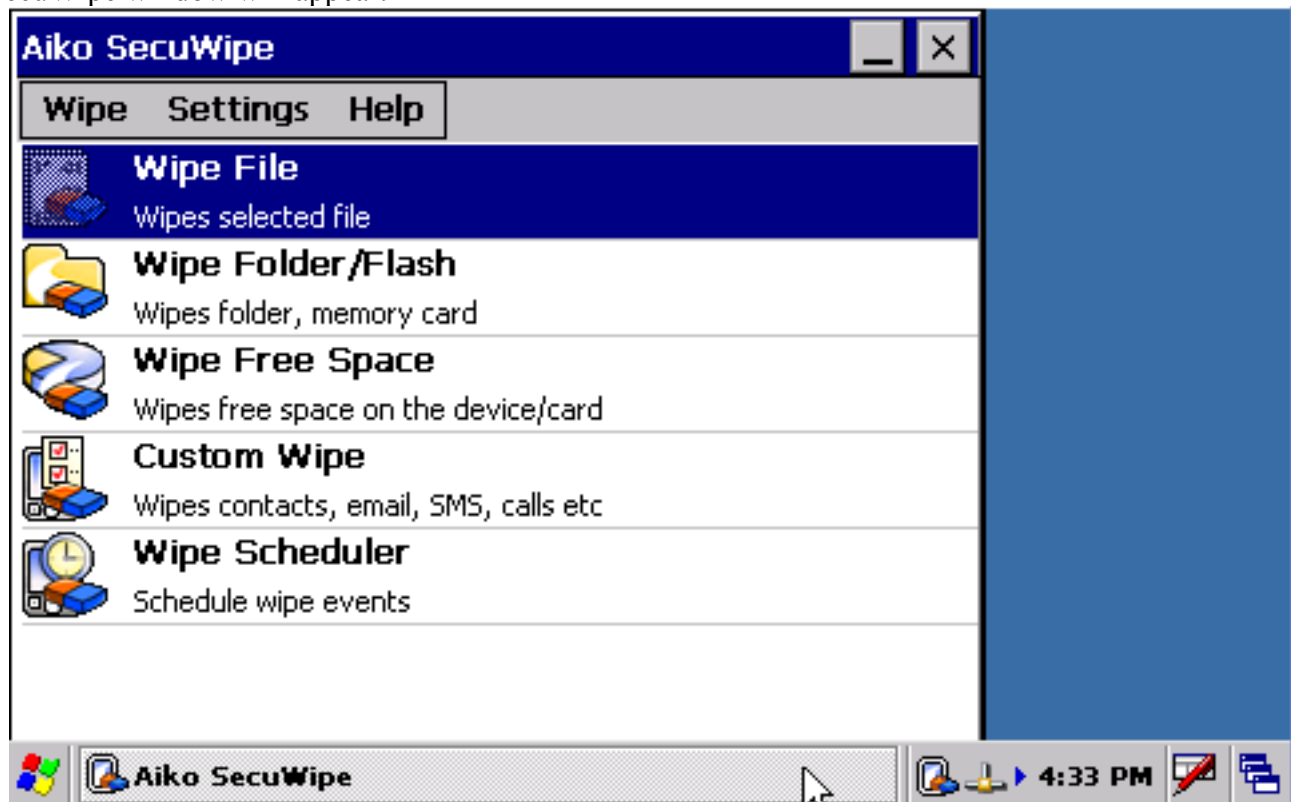 Aiko SecuWipe
Wipe Settings Help
Wipe File
Wipes selected file
Wipe Folder/Flash
Wipes folder, memory card
Wipe Free Space
Wipes free space on the device/card
Custom Wipe
Wipes contacts, email, SMS, calls etc
Wipe Scheduler
Schedule wipe events
Aiko SecuWipe 4:33 PM